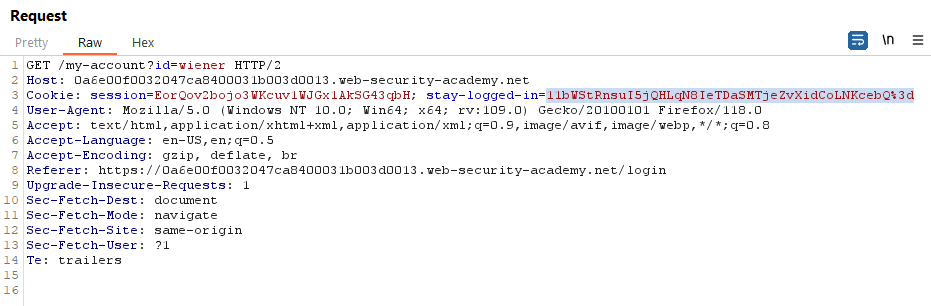 Request
Pretty Raw Hex
\n
1 GET /my-account?id=wiener HTTP/2
2 Host: 0a6e00f0032047ca8400031b003d0013.web-security-academy.net
3 Cookie: session=EorQov2bojo3WKcuv1WJGx1AkSG43qbH; stay-logged-in=11bWStRnsuI5jQHLqN8IeTDaSMTjeZvXidCoLNKcebQ%3d
4 User-Agent: Mozilla/5.0 (Windows NT 10.0; Win64; x64; rv:109.0) Gecko/20100101 Firefox/118.0
5 Accept: text/html,application/xhtml+xml,application/xml;q=0.9,image/avif,image/webp,*/*;q=0.8
6 Accept-Language: en-US,en;q=0.5
7 Accept-Encoding: gzip, deflate, br
8 Referer: https://0a6e00f0032047ca8400031b003d0013.web-security-academy.net/login
9 Upgrade-Insecure-Requests: 1
10 Sec-Fetch-Dest: document
11 Sec-Fetch-Mode: navigate
12 Sec-Fetch-Site: same-origin
13 Sec-Fetch-User: ?1
14 Te: trailers
15
16